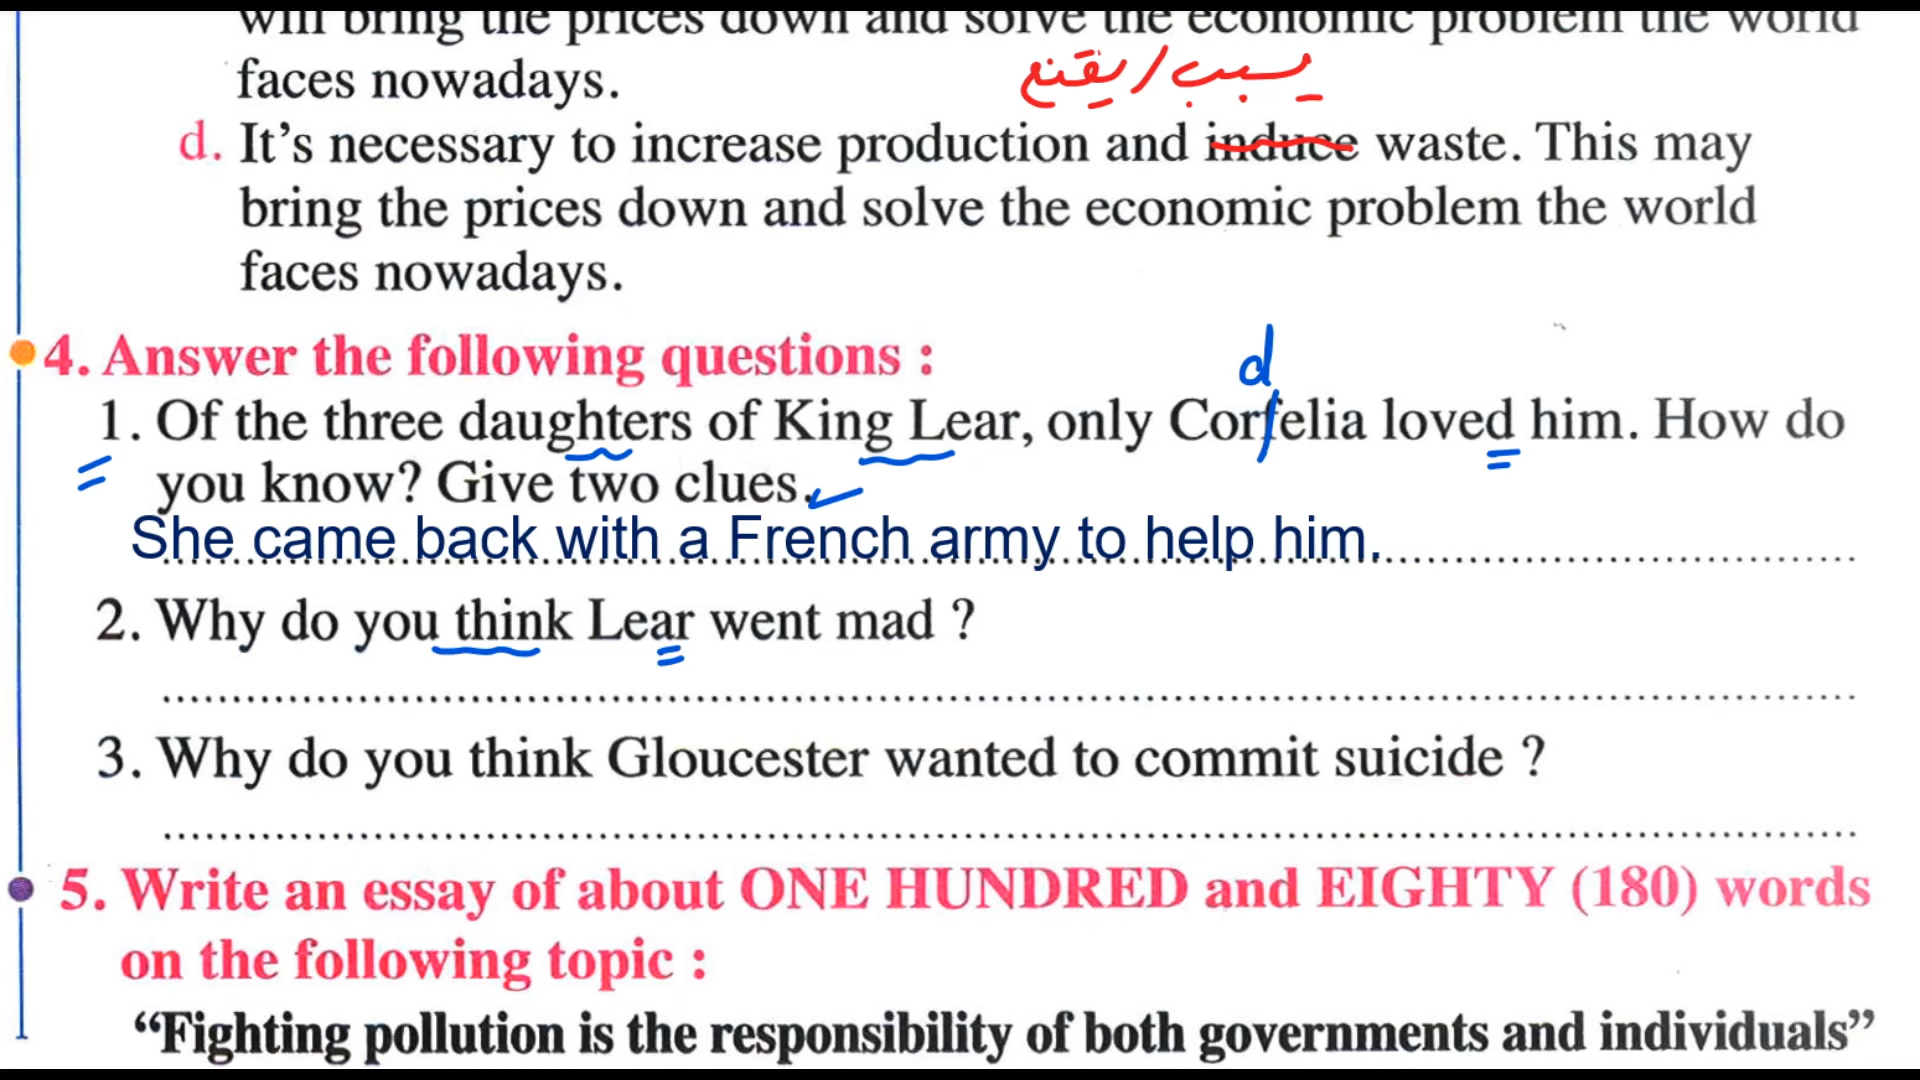 will bring the prices down and solve the economic problem the world
faces nowadays.
يسبب / يقنع
d. It's necessary to increase production and induce waste. This may
bring the prices down and solve the economic problem the world
faces nowadays.
4. Answer the following questions :
d
1. Of the three daughters of King Lear, only Corfelia loved him. How do
you know? Give two clues.
She came back with a French army to help him.
2. Why do you think Lear went mad ?
3. Why do you think Gloucester wanted to commit suicide ?
5. Write an essay of about ONE HUNDRED and EIGHTY (180) words
on the following topic :
“Fighting pollution is the responsibility of both governments and individuals”